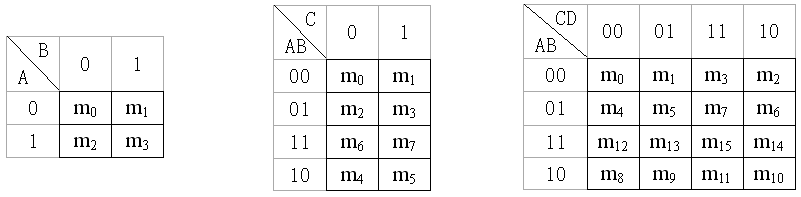 B
A
0 1
0 m₀ m₁
1 m₂ m₃
C
AB
0 1
00 m₀ m₁
01 m₂ m₃
11 m₆ m₇
10 m₄ m₅
CD
AB
00 01 11 10
00 m₀ m₁ m₃ m₂
01 m₄ m₅ m₇ m₆
11 m₁₂ m₁₃ m₁₅ m₁₄
10 m₈ m₉ m₁₁ m₁₀